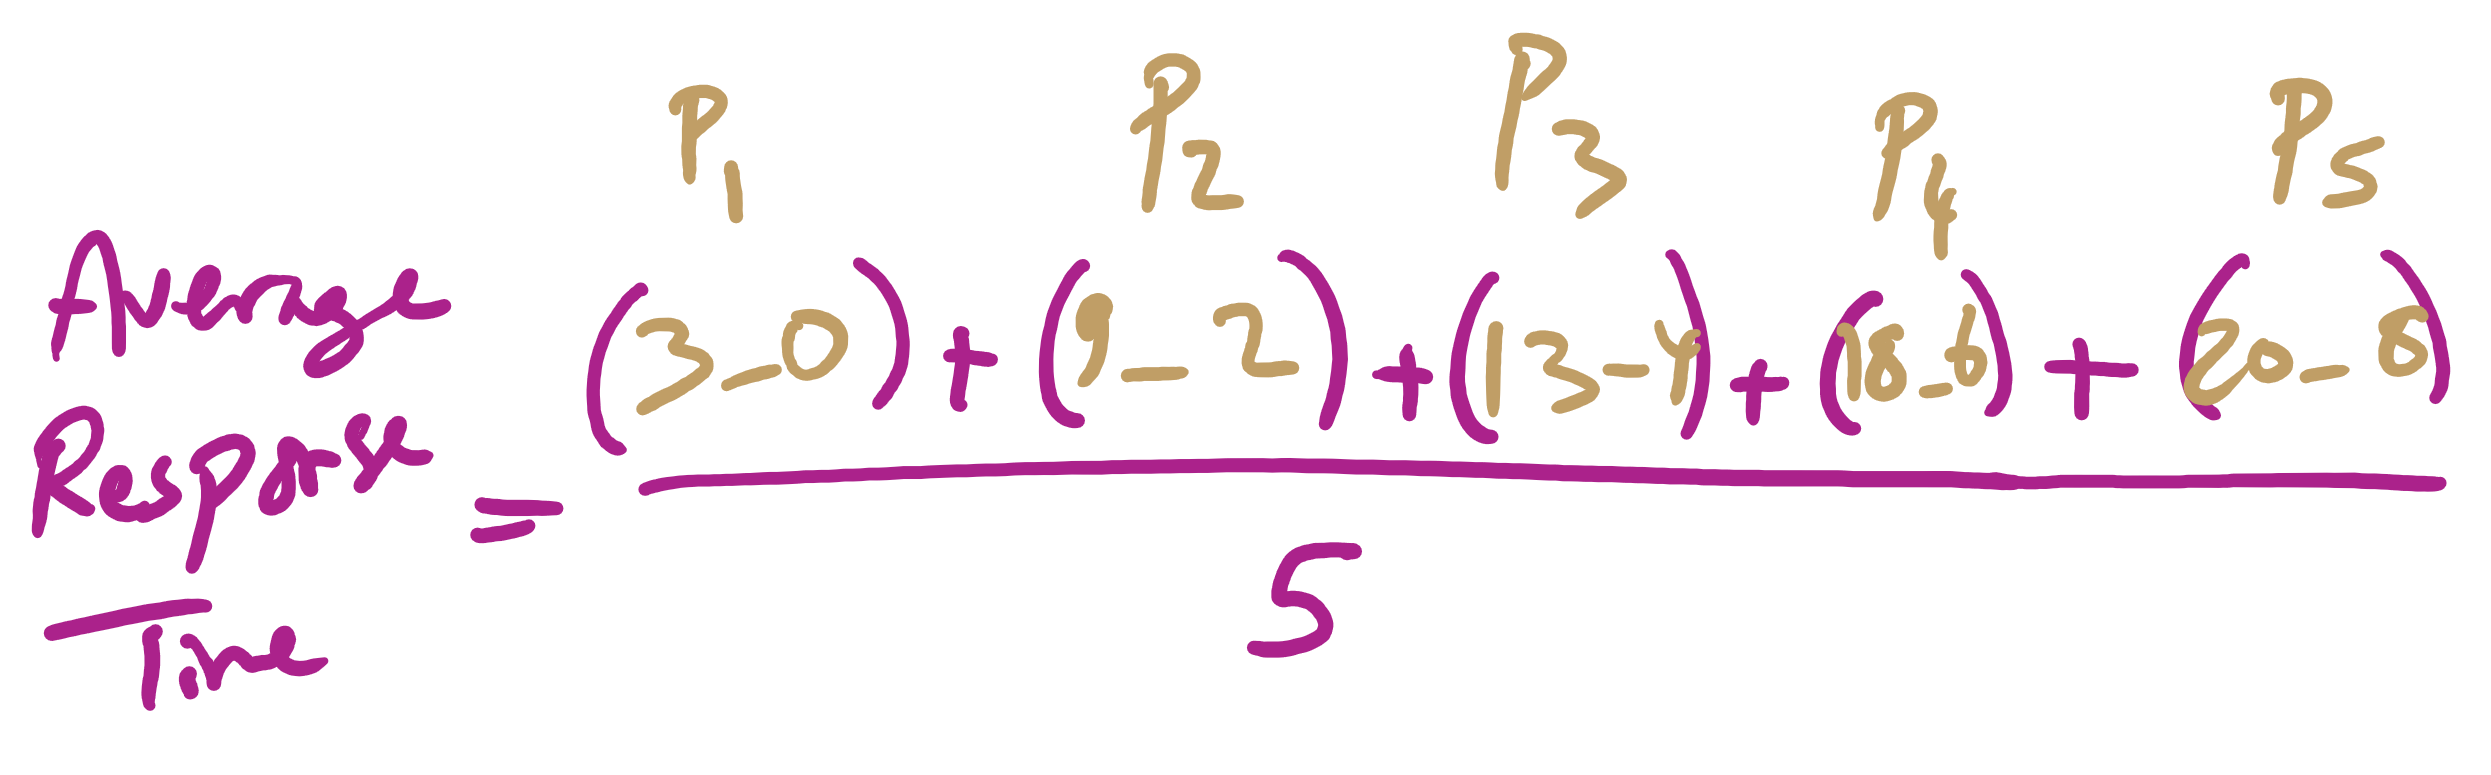 P1 P2 P3 P4 P5
Average (3-0) + (9-2) + (13-4) + (18-6) + (20-8)
Response =
Time 5